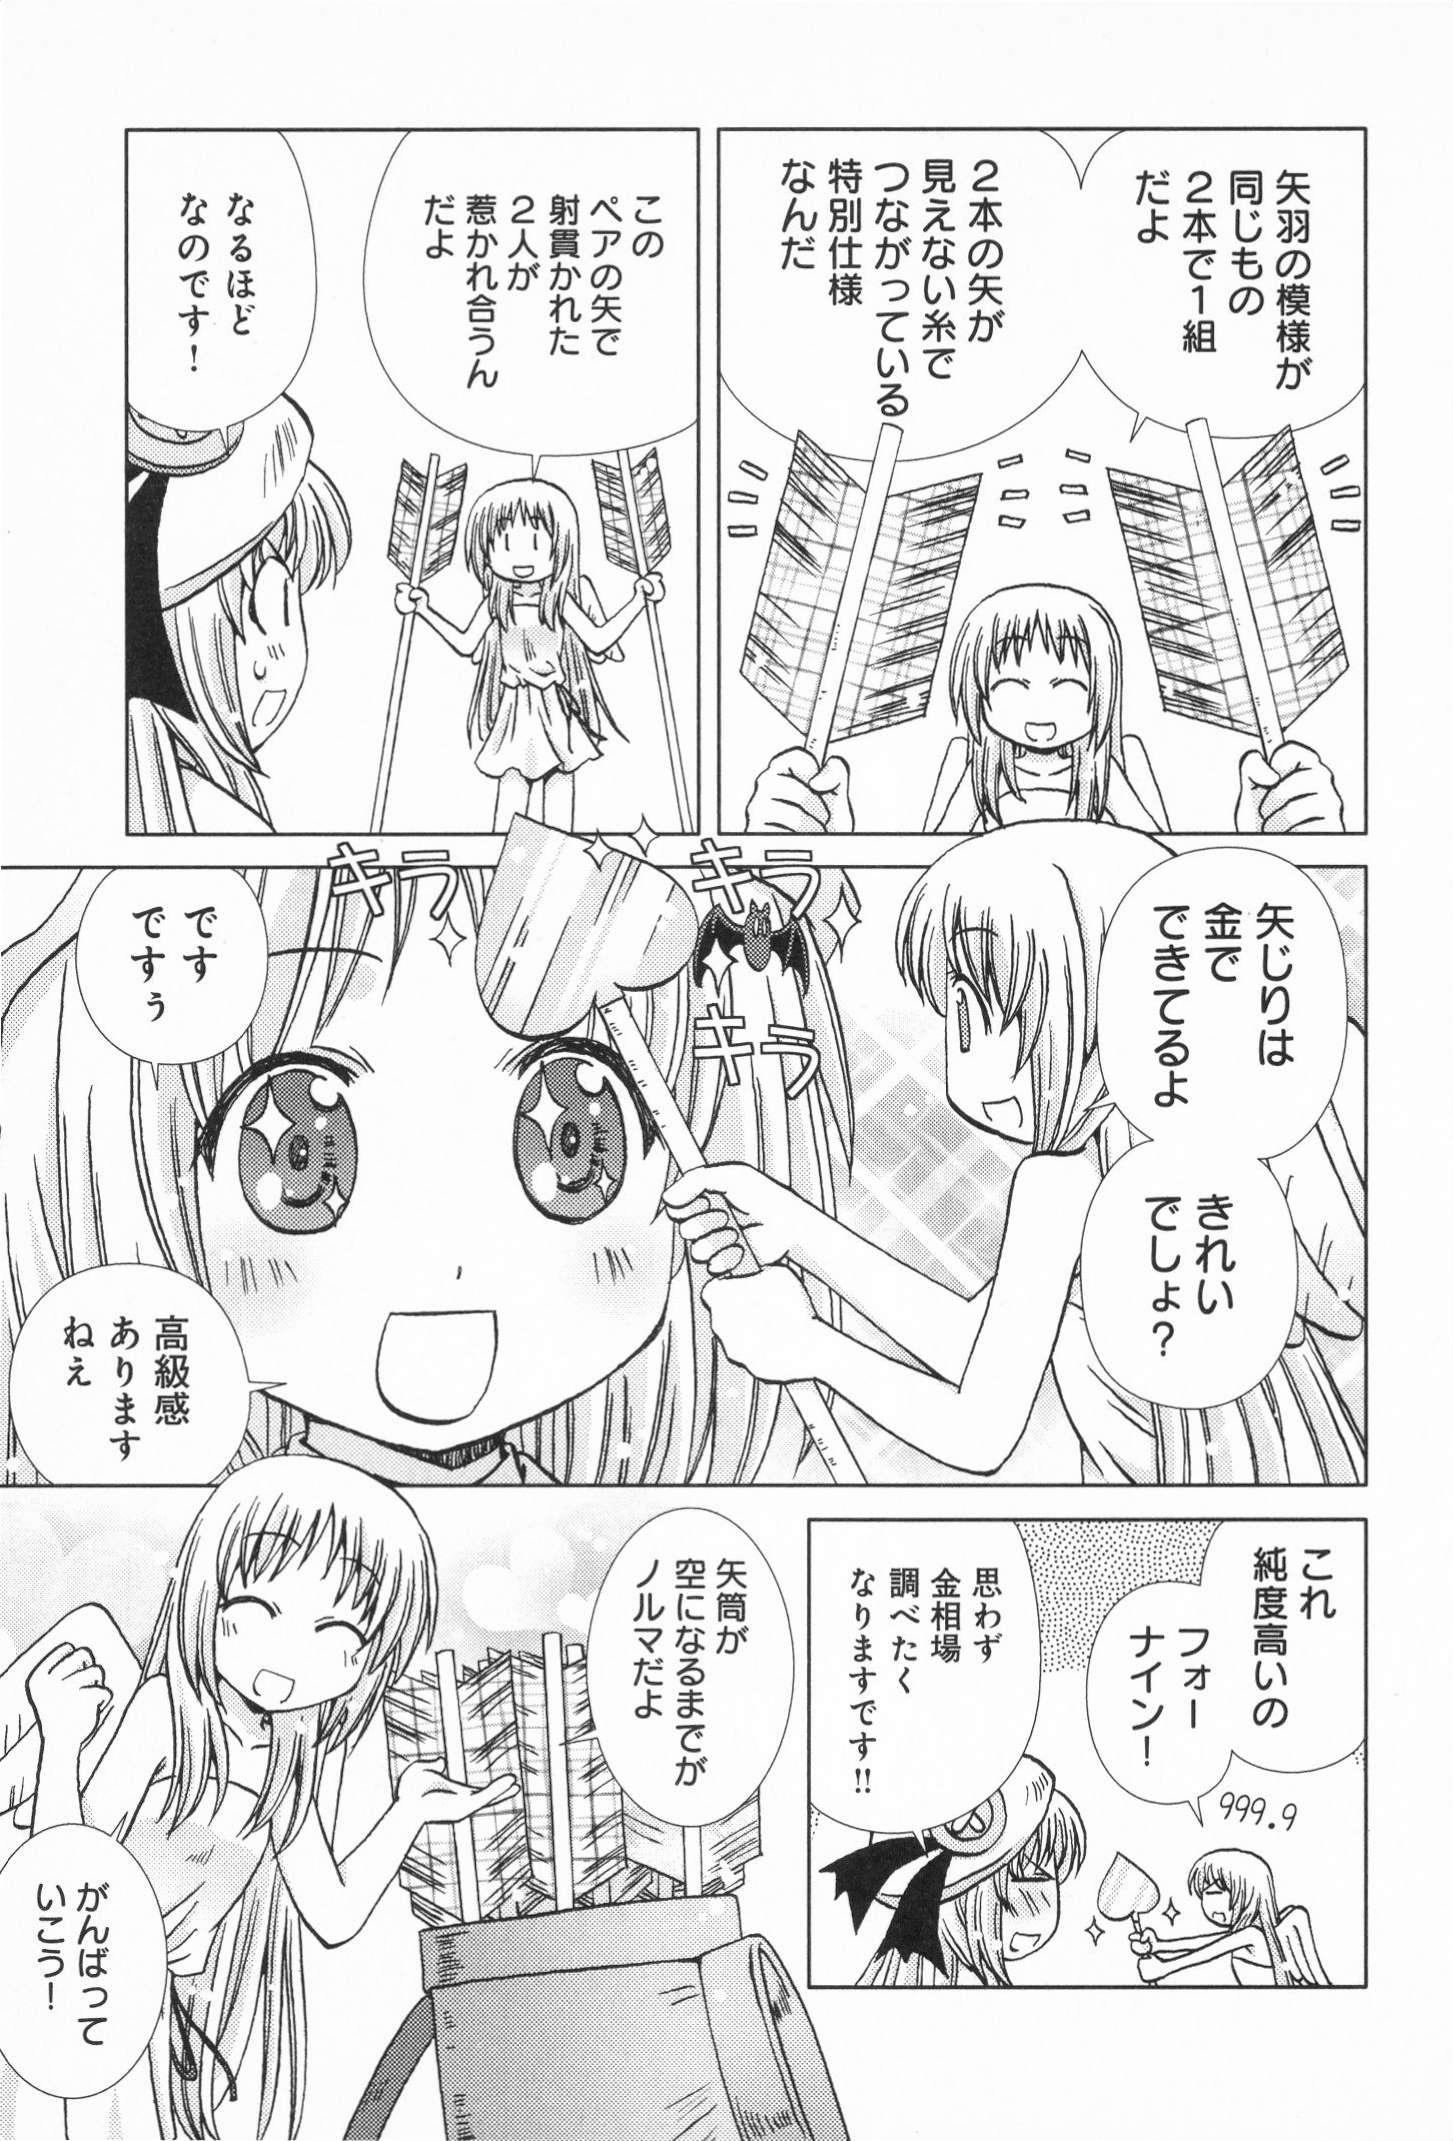 矢羽の模様が
同じもの
２本で１組
だよ
２本の矢が
見えない糸で
つながっている
特別仕様
なんだ
この
ペアの矢で
射貫かれた
２人が
惹かれ合うん
だよ
なるほど
なのです！
矢じりは
金で
できてるよ
きれい
でしょ？
キラ
キラ
キラ
です
ですぅ
高級感
あります
ねえ
これ
純度高いの
フォー
ナイン！
999.9
思わず
金相場
調べたく
なりますです!!
矢筒が
空になるまでが
ノルマだよ
がんばって
いこう！